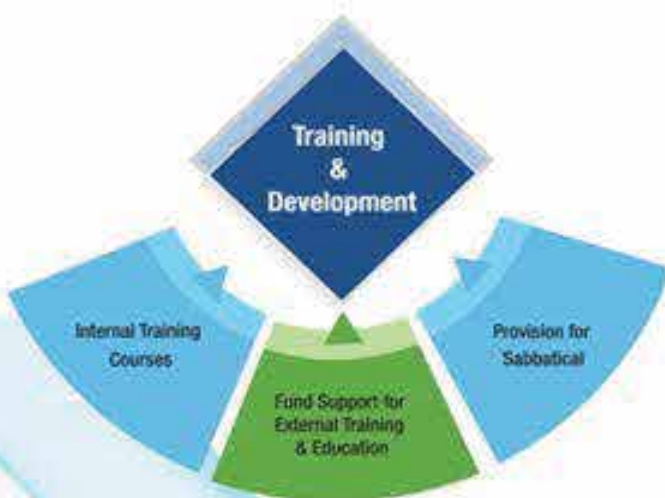 Training
&
Development
Internal Training
Courses
Fund Support for
External Training
& Education
Provision for
Sabbatical